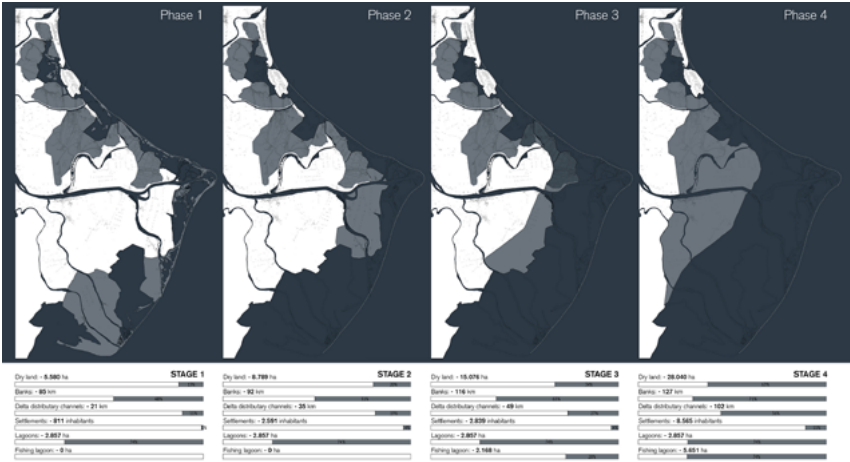 Phase 1
Phase 2
Phase 3
Phase 4
STAGE 1
Dry land: - 5.580 ha
Banks: - 85 km
Delta distributary channels: - 21 km
Settlements: - 811 inhabitants
Lagoons: - 2.857 ha
Fishing lagoon: - 0 ha
STAGE 2
Dry land: - 8.789 ha
Banks: - 92 km
Delta distributary channels: - 35 km
Settlements: - 2.591 inhabitants
Lagoons: - 2.857 ha
Fishing lagoon: - 0 ha
STAGE 3
Dry land: - 15.076 ha
Banks: - 116 km
Delta distributary channels: - 49 km
Settlements: - 2.839 inhabitants
Lagoons: - 2.857 ha
Fishing lagoon: - 2.168 ha
STAGE 4
Dry land: - 26.040 ha
Banks: - 127 km
Delta distributary channels: - 102 km
Settlements: - 8.565 inhabitants
Lagoons: - 2.857 ha
Fishing lagoon: - 5.651 ha